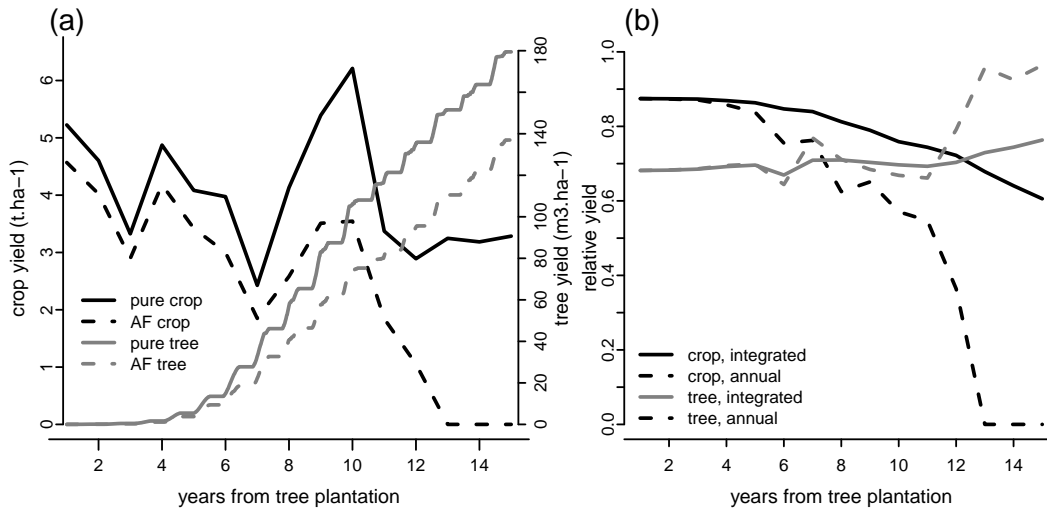 (a)
crop yield (t.ha−1)
0 1 2 3 4 5 6
tree yield (m3.ha−1)
0 20 40 60 80 100 140 180
pure crop
AF crop
pure tree
AF tree
2 4 6 8 10 12 14
years from tree plantation
(b)
relative yield
0.0 0.2 0.4 0.6 0.8 1.0
crop, integrated
crop, annual
tree, integrated
tree, annual
2 4 6 8 10 12 14
years from tree plantation